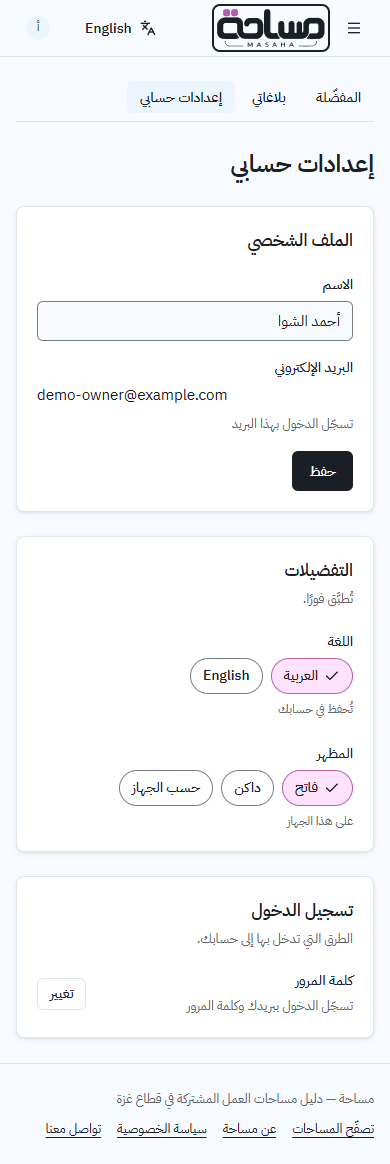 مساحة
MASAHA
English
أ
المفضّلة
بلاغاتي
إعدادات حسابي
إعدادات حسابي
الملف الشخصي
الاسم
أحمد الشوا
البريد الإلكتروني
demo-owner@example.com
تسجّل الدخول بهذا البريد
حفظ
التفضيلات
تُطبَّق فورًا.
اللغة
العربية
English
تُحفظ في حسابك
المظهر
فاتح
داكن
حسب الجهاز
على هذا الجهاز
تسجيل الدخول
الطرق التي تدخل بها إلى حسابك.
كلمة المرور
تسجّل الدخول ببريدك وكلمة المرور
تغيير
مساحة — دليل مساحات العمل المشتركة في قطاع غزة
تصفّح المساحات
عن مساحة
سياسة الخصوصية
تواصل معنا